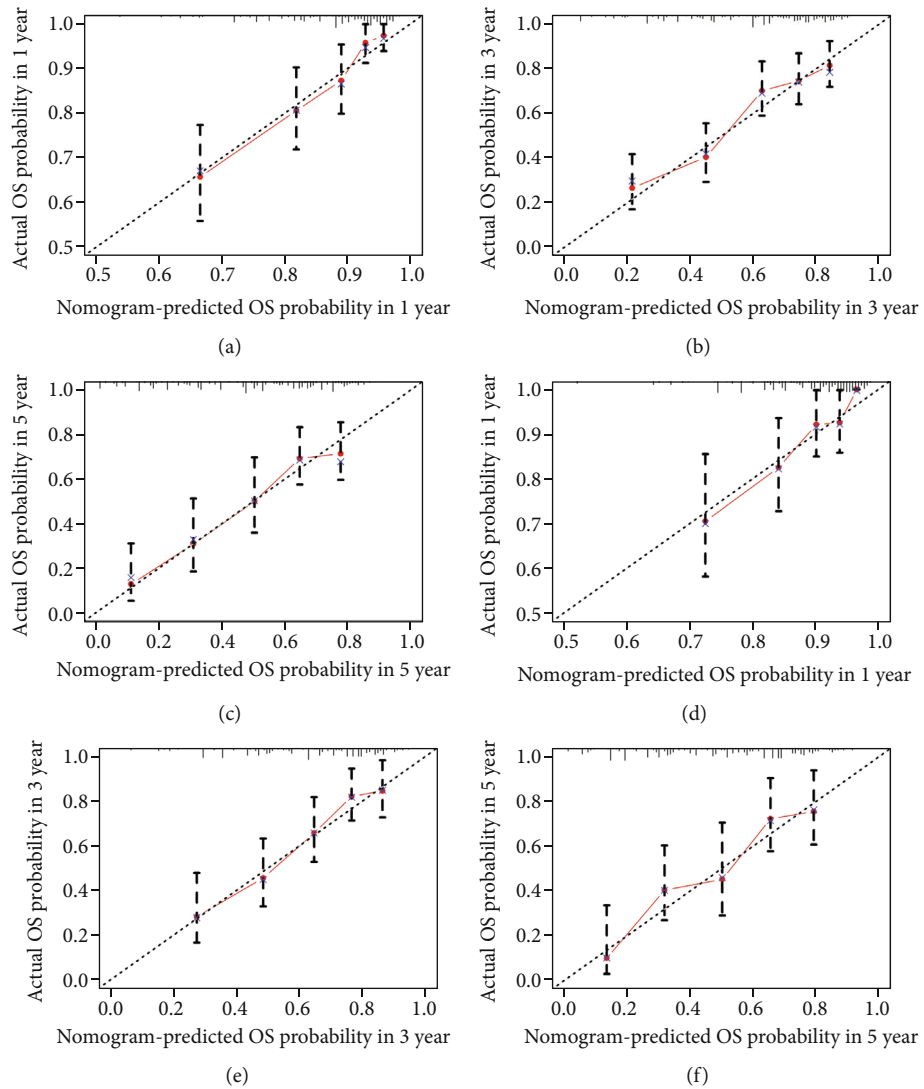 Actual OS probability in 1 year
1.0
0.9
0.8
0.7
0.6
0.5
0.5 0.6 0.7 0.8 0.9 1.0
Nomogram-predicted OS probability in 1 year
(a)
Actual OS probability in 3 year
1.0
0.8
0.6
0.4
0.2
0.0
0.0 0.2 0.4 0.6 0.8 1.0
Nomogram-predicted OS probability in 3 year
(b)
Actual OS probability in 5 year
1.0
0.8
0.6
0.4
0.2
0.0
0.0 0.2 0.4 0.6 0.8 1.0
Nomogram-predicted OS probability in 5 year
(c)
Actual OS probability in 1 year
1.0
0.9
0.8
0.7
0.6
0.5
0.5 0.6 0.7 0.8 0.9 1.0
Nomogram-predicted OS probability in 1 year
(d)
Actual OS probability in 3 year
1.0
0.8
0.6
0.4
0.2
0.0
0.0 0.2 0.4 0.6 0.8 1.0
Nomogram-predicted OS probability in 3 year
(e)
Actual OS probability in 5 year
1.0
0.8
0.6
0.4
0.2
0.0
0.0 0.2 0.4 0.6 0.8 1.0
Nomogram-predicted OS probability in 5 year
(f)